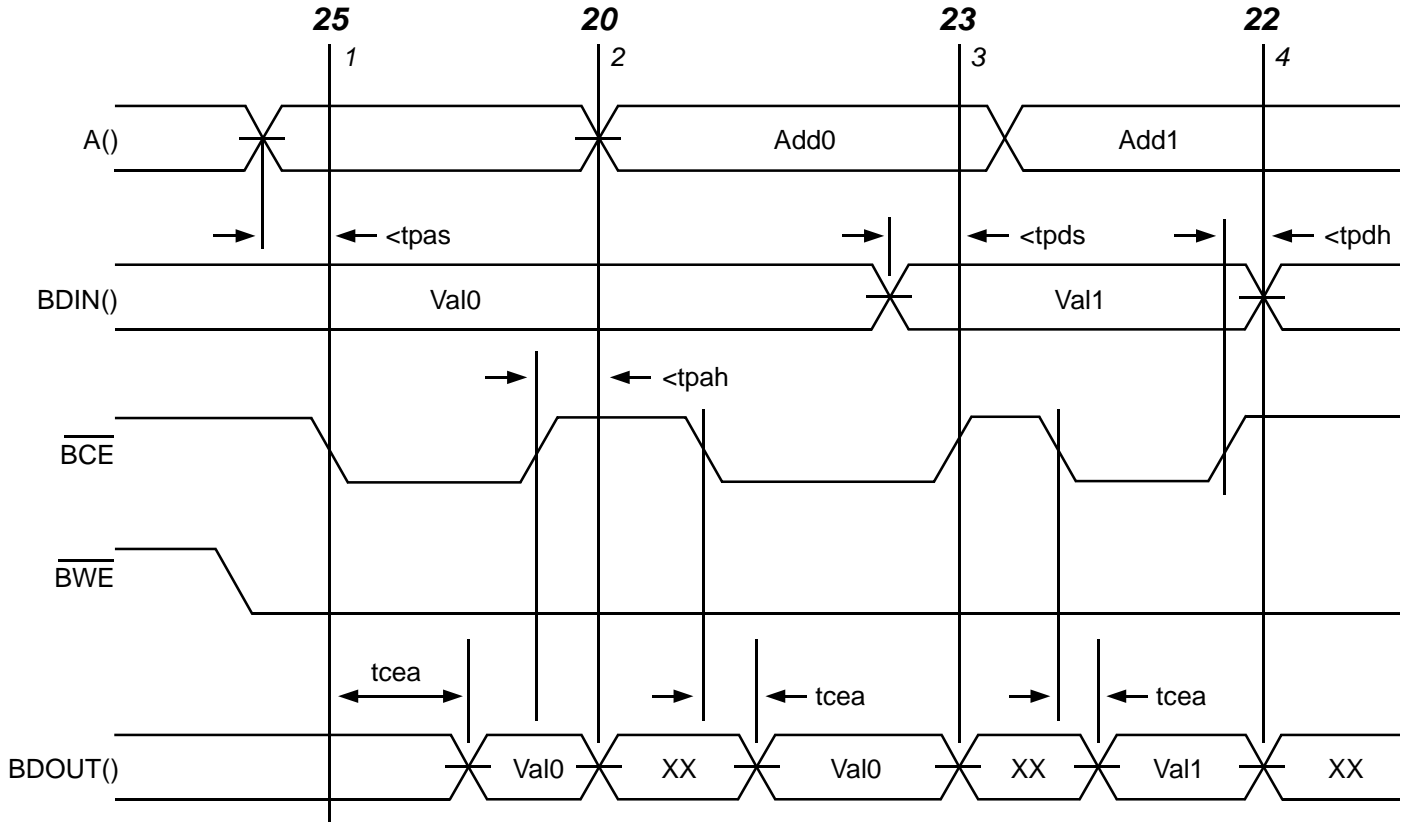 25 20 23 22
1 2 3 4
A() Add0 Add1
<tpas <tpds <tpdh
BDIN() Val0 Val1
<tpah
BCE
BWE
tcea tcea tcea
BDOUT() Val0 XX Val0 XX Val1 XX